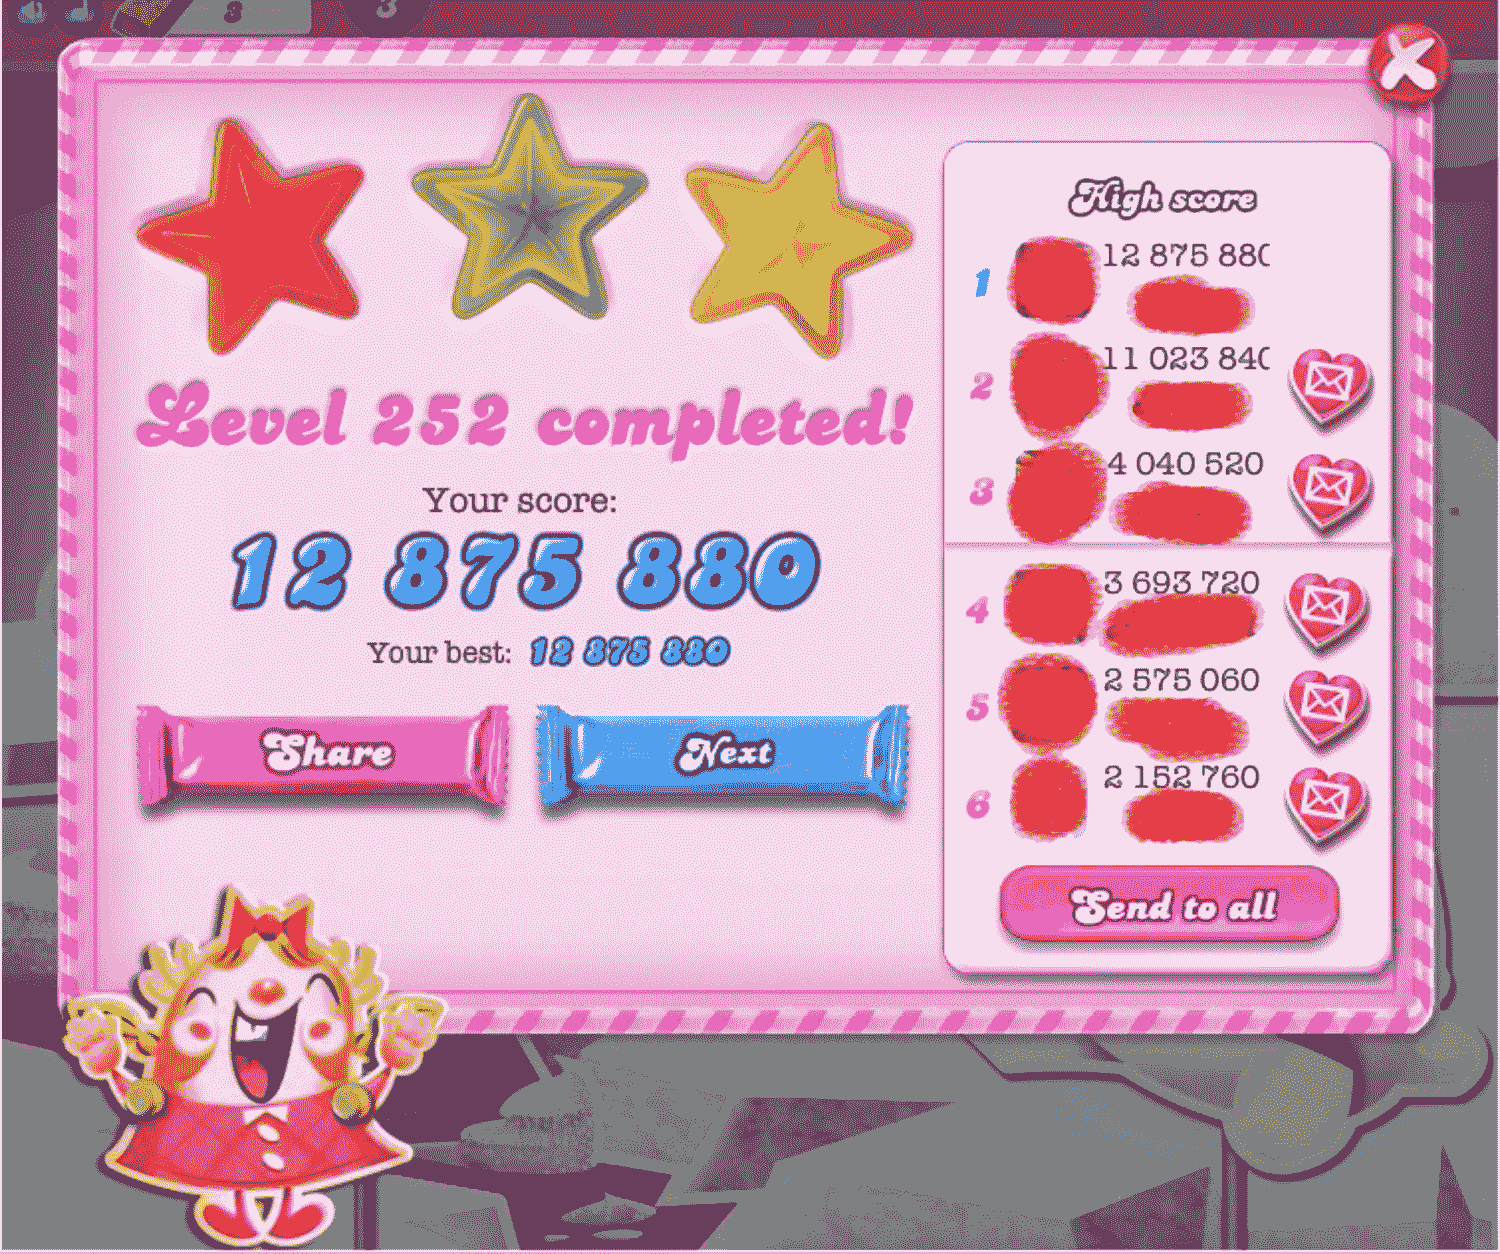 3
3
Level 252 completed!
Your score:
12 875 880
Your best: 12 875 880
Share
Next
High score
1
12 875 880
2
11 023 840
3
4 040 520
4
3 693 720
5
2 575 060
6
2 152 760
Send to all